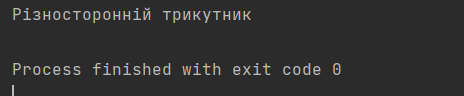 Різносторонній трикутник
Process finished with exit code 0